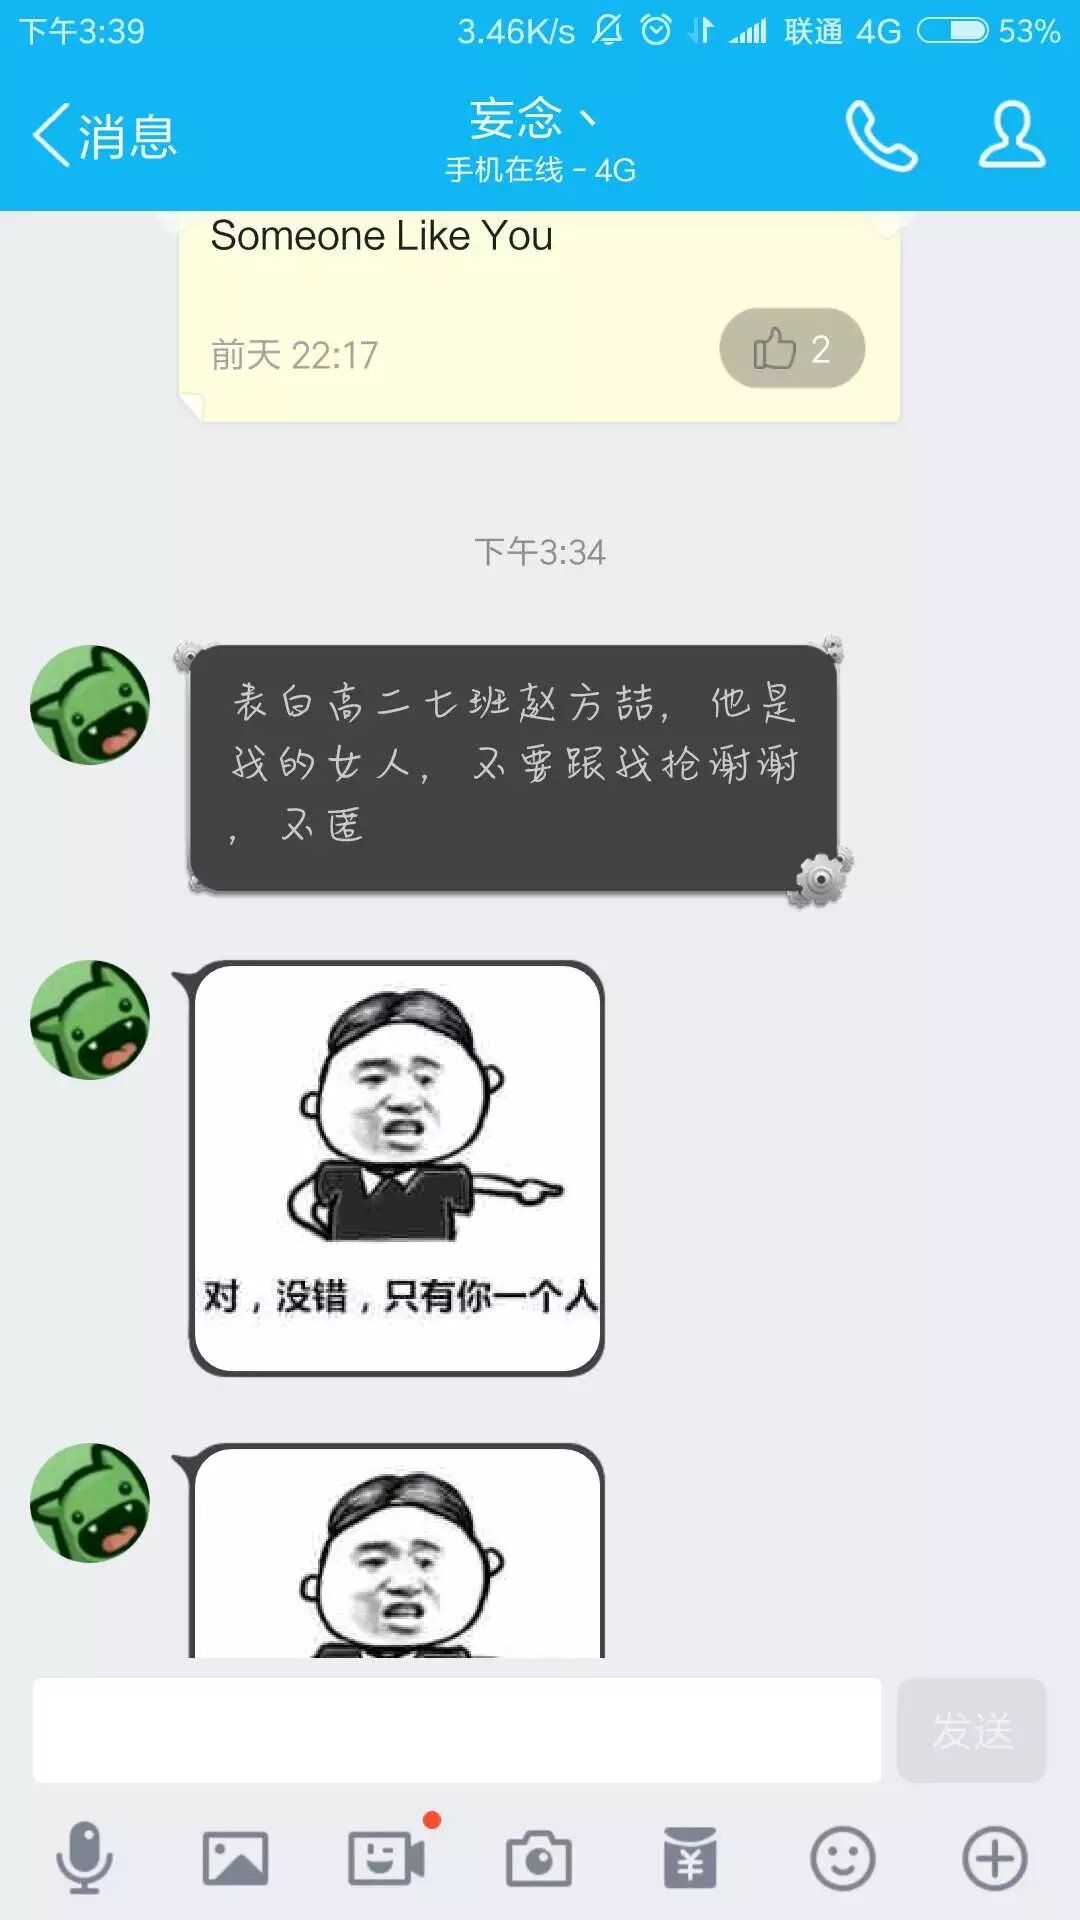 下午3:39 3.46K/s 联通 4G 53%
消息
妄念丶
手机在线 - 4G
Someone Like You
前天 22:17
2
下午3:34
表白高二七班赵方喆，他是
我的女人，不要跟我抢谢谢
，不匿
对，没错，只有你一个人
发送